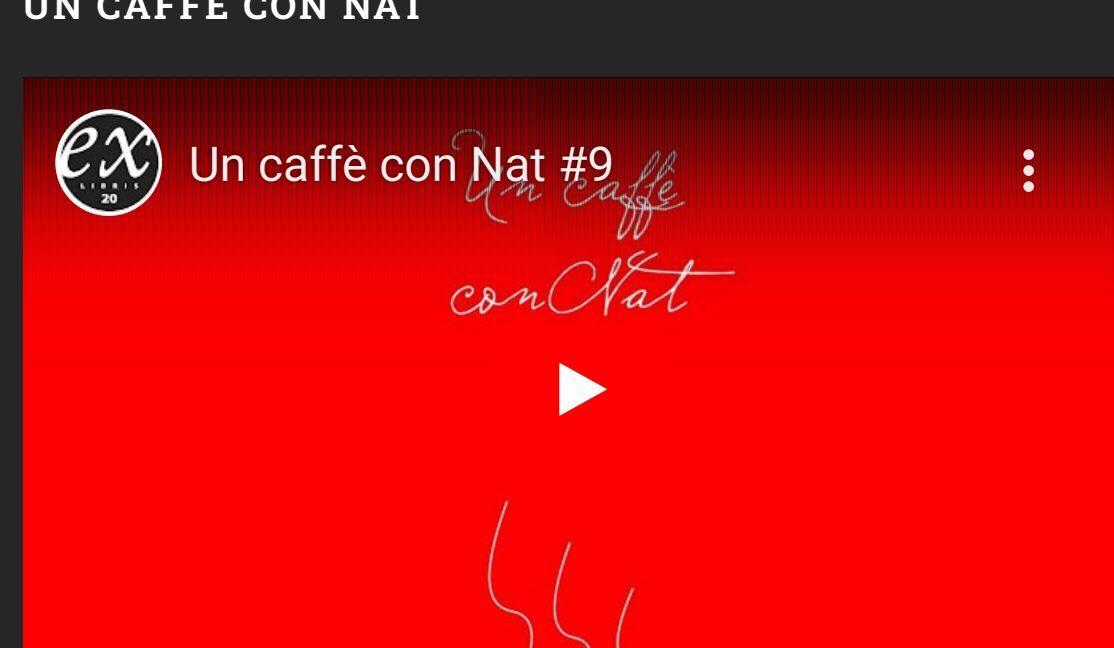 UN CAFFÈ CON NAT
ex
LIBRIS
20
Un caffè con Nat #9
Un caffè
con Nat